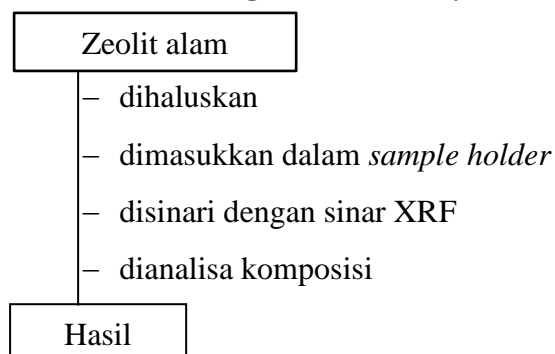 Zeolit alam
– dihaluskan
– dimasukkan dalam sample holder
– disinari dengan sinar XRF
– dianalisa komposisi
Hasil